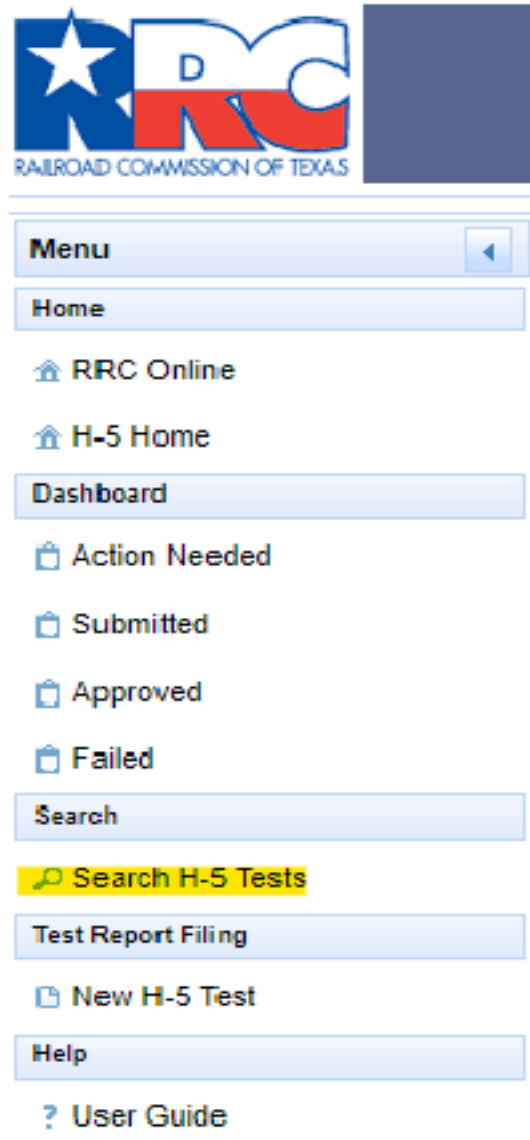 RRC
D
RAILROAD COMMISSION OF TEXAS
Menu
Home
RRC Online
H-5 Home
Dashboard
Action Needed
Submitted
Approved
Failed
Search
Search H-5 Tests
Test Report Filing
New H-5 Test
Help
? User Guide